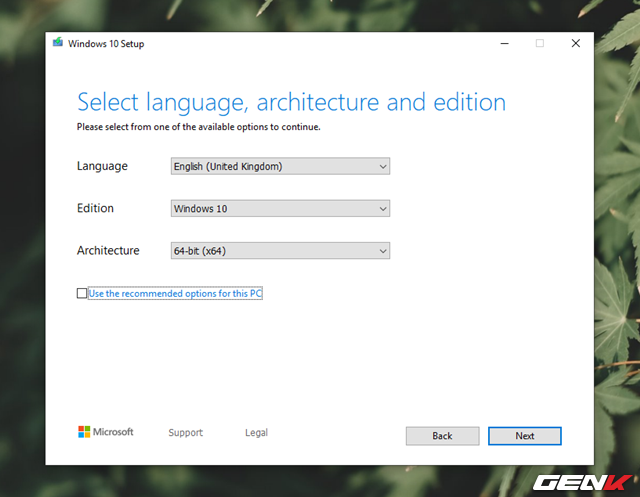 Windows 10 Setup
Select language, architecture and edition
Please select from one of the available options to continue.
Language
English (United Kingdom)
Edition
Windows 10
Architecture
64-bit (x64)
Use the recommended options for this PC
Microsoft
Support
Legal
Back
Next
GENK